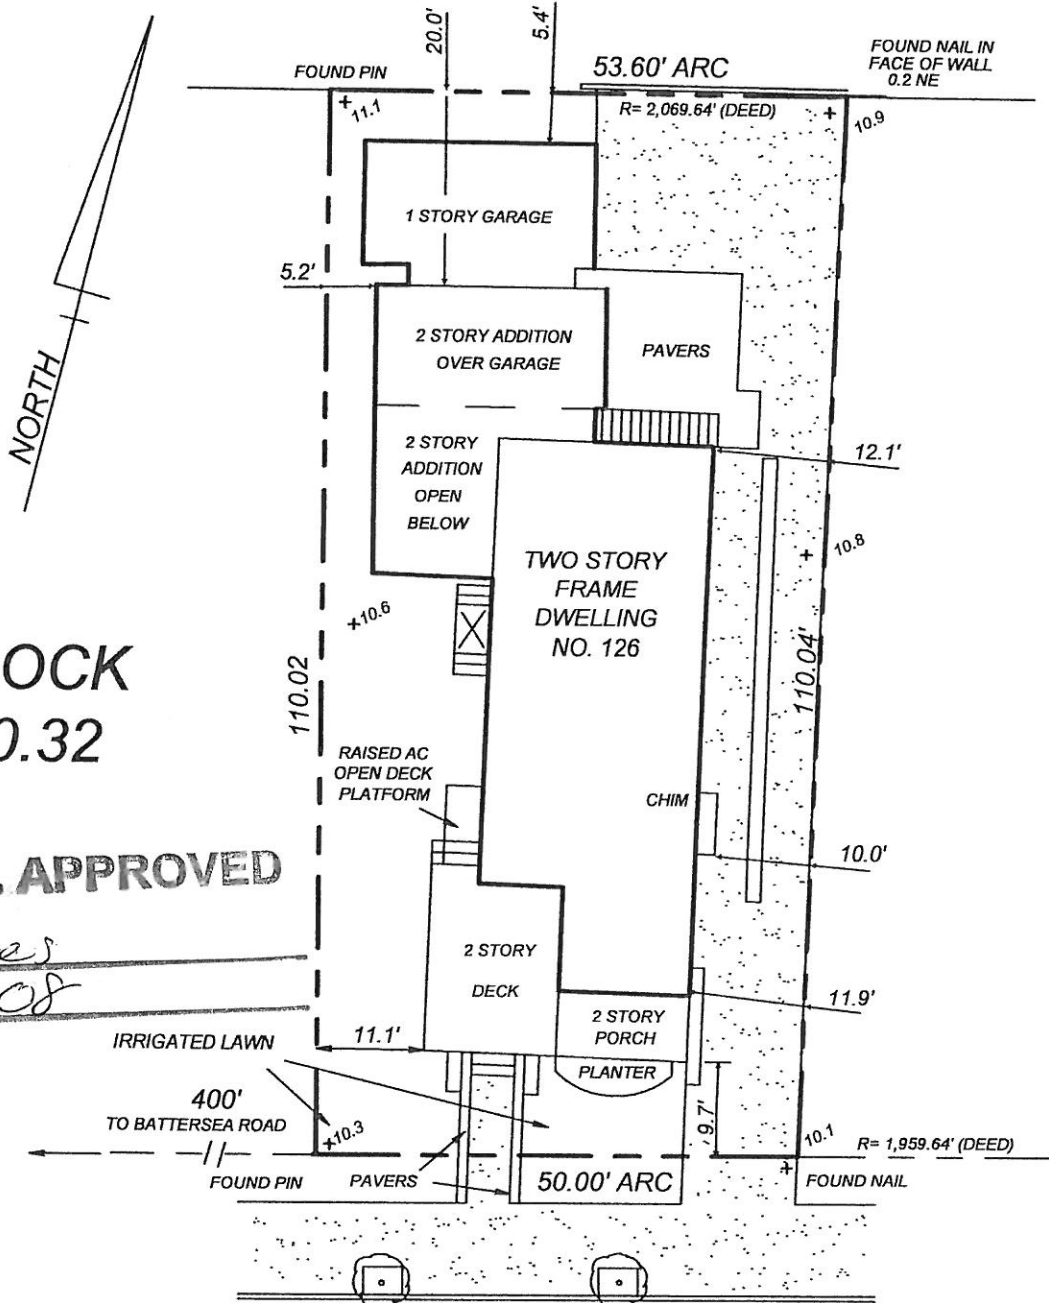 20.0'
5.4'
FOUND PIN
53.60' ARC
FOUND NAIL IN
FACE OF WALL
0.2 NE
R= 2,069.64' (DEED)
11.1
10.9
1 STORY GARAGE
5.2'
2 STORY ADDITION
OVER GARAGE
PAVERS
NORTH
2 STORY
ADDITION
OPEN
BELOW
12.1'
10.8
TWO STORY
FRAME
DWELLING
NO. 126
10.6
OCK
0.32
110.02
110.04'
RAISED AC
OPEN DECK
PLATFORM
CHIM
10.0'
APPROVED
es
08
2 STORY
DECK
11.9'
2 STORY
PORCH
PLANTER
IRRIGATED LAWN
11.1'
9.7'
400'
TO BATTERSEA ROAD
10.3
10.1
R= 1,959.64' (DEED)
FOUND PIN
PAVERS
50.00' ARC
FOUND NAIL